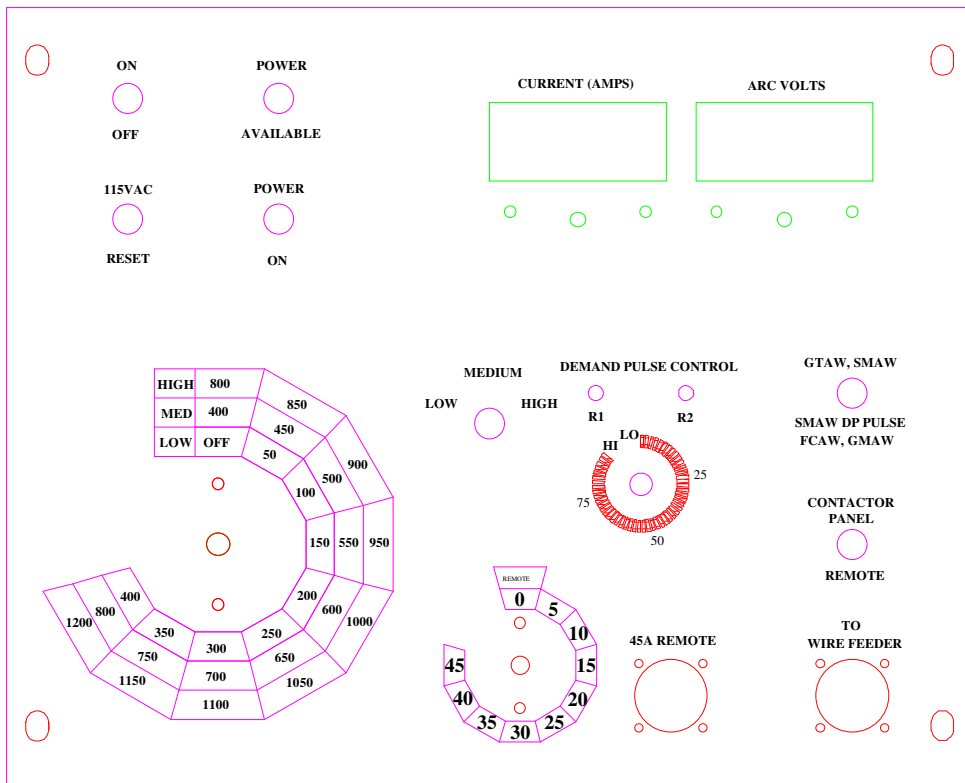 ON
POWER
OFF
AVAILABLE
CURRENT (AMPS)
ARC VOLTS
115VAC
POWER
RESET
ON
HIGH 800
MED 400
LOW OFF
850
450
50
900
500
100
150 550 950
200
600
1000
250
650
1050
300
700
1100
350
750
1150
400
800
1200
MEDIUM
LOW
HIGH
DEMAND PULSE CONTROL
R1
R2
LO
HI
25
75
50
GTAW, SMAW
SMAW DP PULSE
FCAW, GMAW
CONTACTOR
PANEL
REMOTE
REMOTE
0
5
10
15
20
25
30
35
40
45
45A REMOTE
TO
WIRE FEEDER